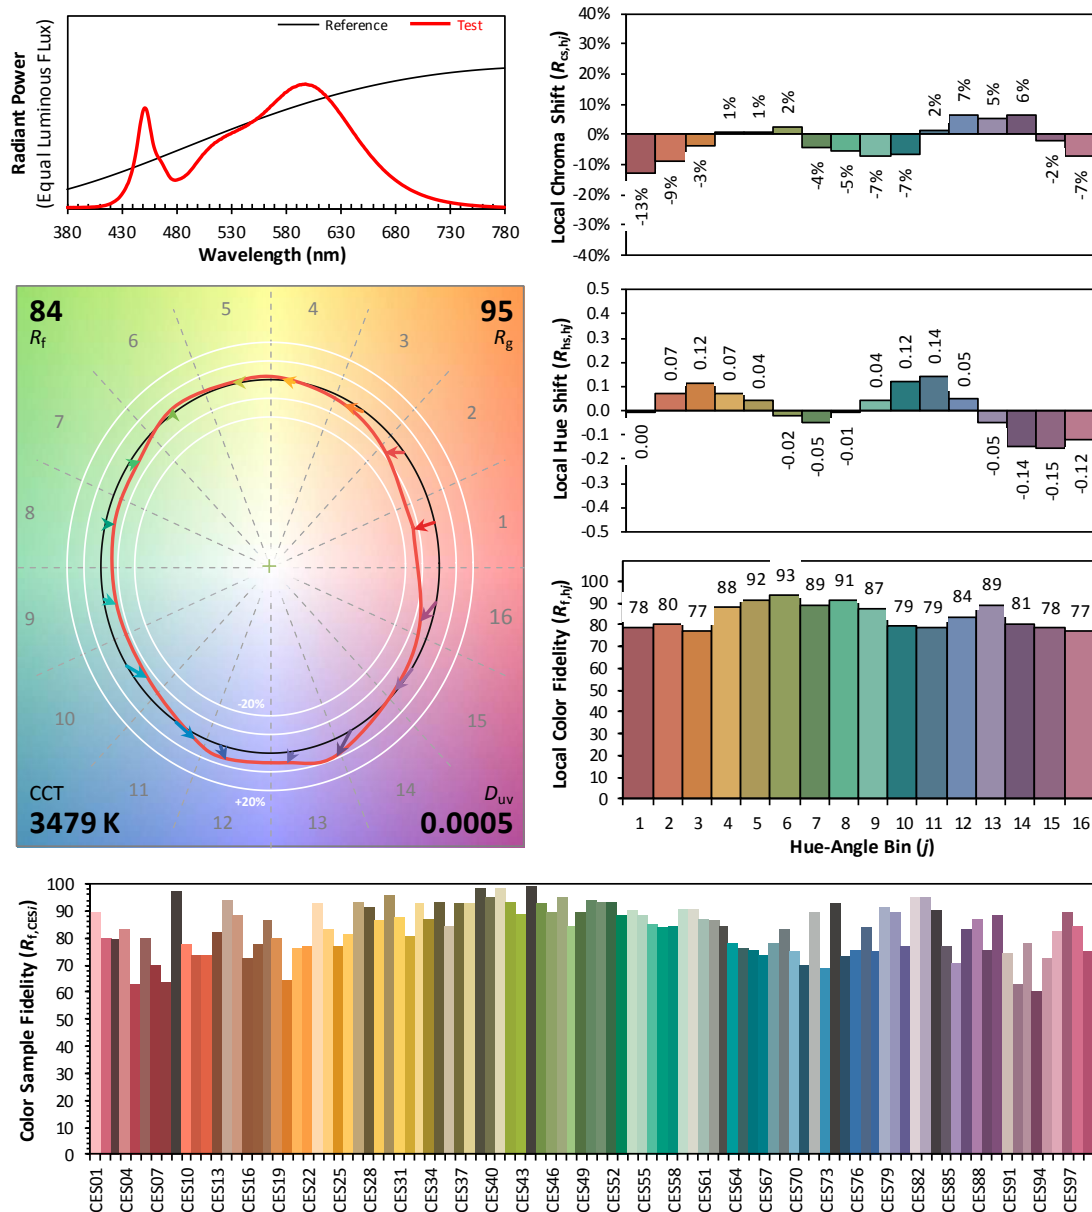 Radiant Power
(Equal Luminous FLux)
Reference
Test
380 430 480 530 580 630 680 730 780
Wavelength (nm)
Local Chroma Shift (Rcs,hj)
40%
30%
20%
10%
0%
-10%
-20%
-30%
-40%
-13% -9% -3% 1% 1% 2% -4% -5% -7% -7% 2% 7% 5% 6% -2% -7%
84
Rf
95
Rg
1 2 3 4 5 6 7 8 9 10 11 12 13 14 15 16
-20%
+20%
CCT
3479 K
Duv
0.0005
Local Hue Shift (Rhs,hj)
0.5
0.4
0.3
0.2
0.1
0.0
-0.1
-0.2
-0.3
-0.4
-0.5
0.00 0.07 0.12 0.07 0.04 -0.02 -0.05 -0.01 0.04 0.12 0.14 0.05 -0.05 -0.14 -0.15 -0.12
Local Color Fidelity (Rf,hj)
100
90
80
70
60
50
40
30
20
10
0
78 80 77 88 92 93 89 91 87 79 79 84 89 81 78 77
1 2 3 4 5 6 7 8 9 10 11 12 13 14 15 16
Hue-Angle Bin (j)
Color Sample Fidelity (Rf,CESi)
100
90
80
70
60
50
40
30
20
10
0
CES01 CES04 CES07 CES10 CES13 CES16 CES19 CES22 CES25 CES28 CES31 CES34 CES37 CES40 CES43 CES46 CES49 CES52 CES55 CES58 CES61 CES64 CES67 CES70 CES73 CES76 CES79 CES82 CES85 CES88 CES91 CES94 CES97